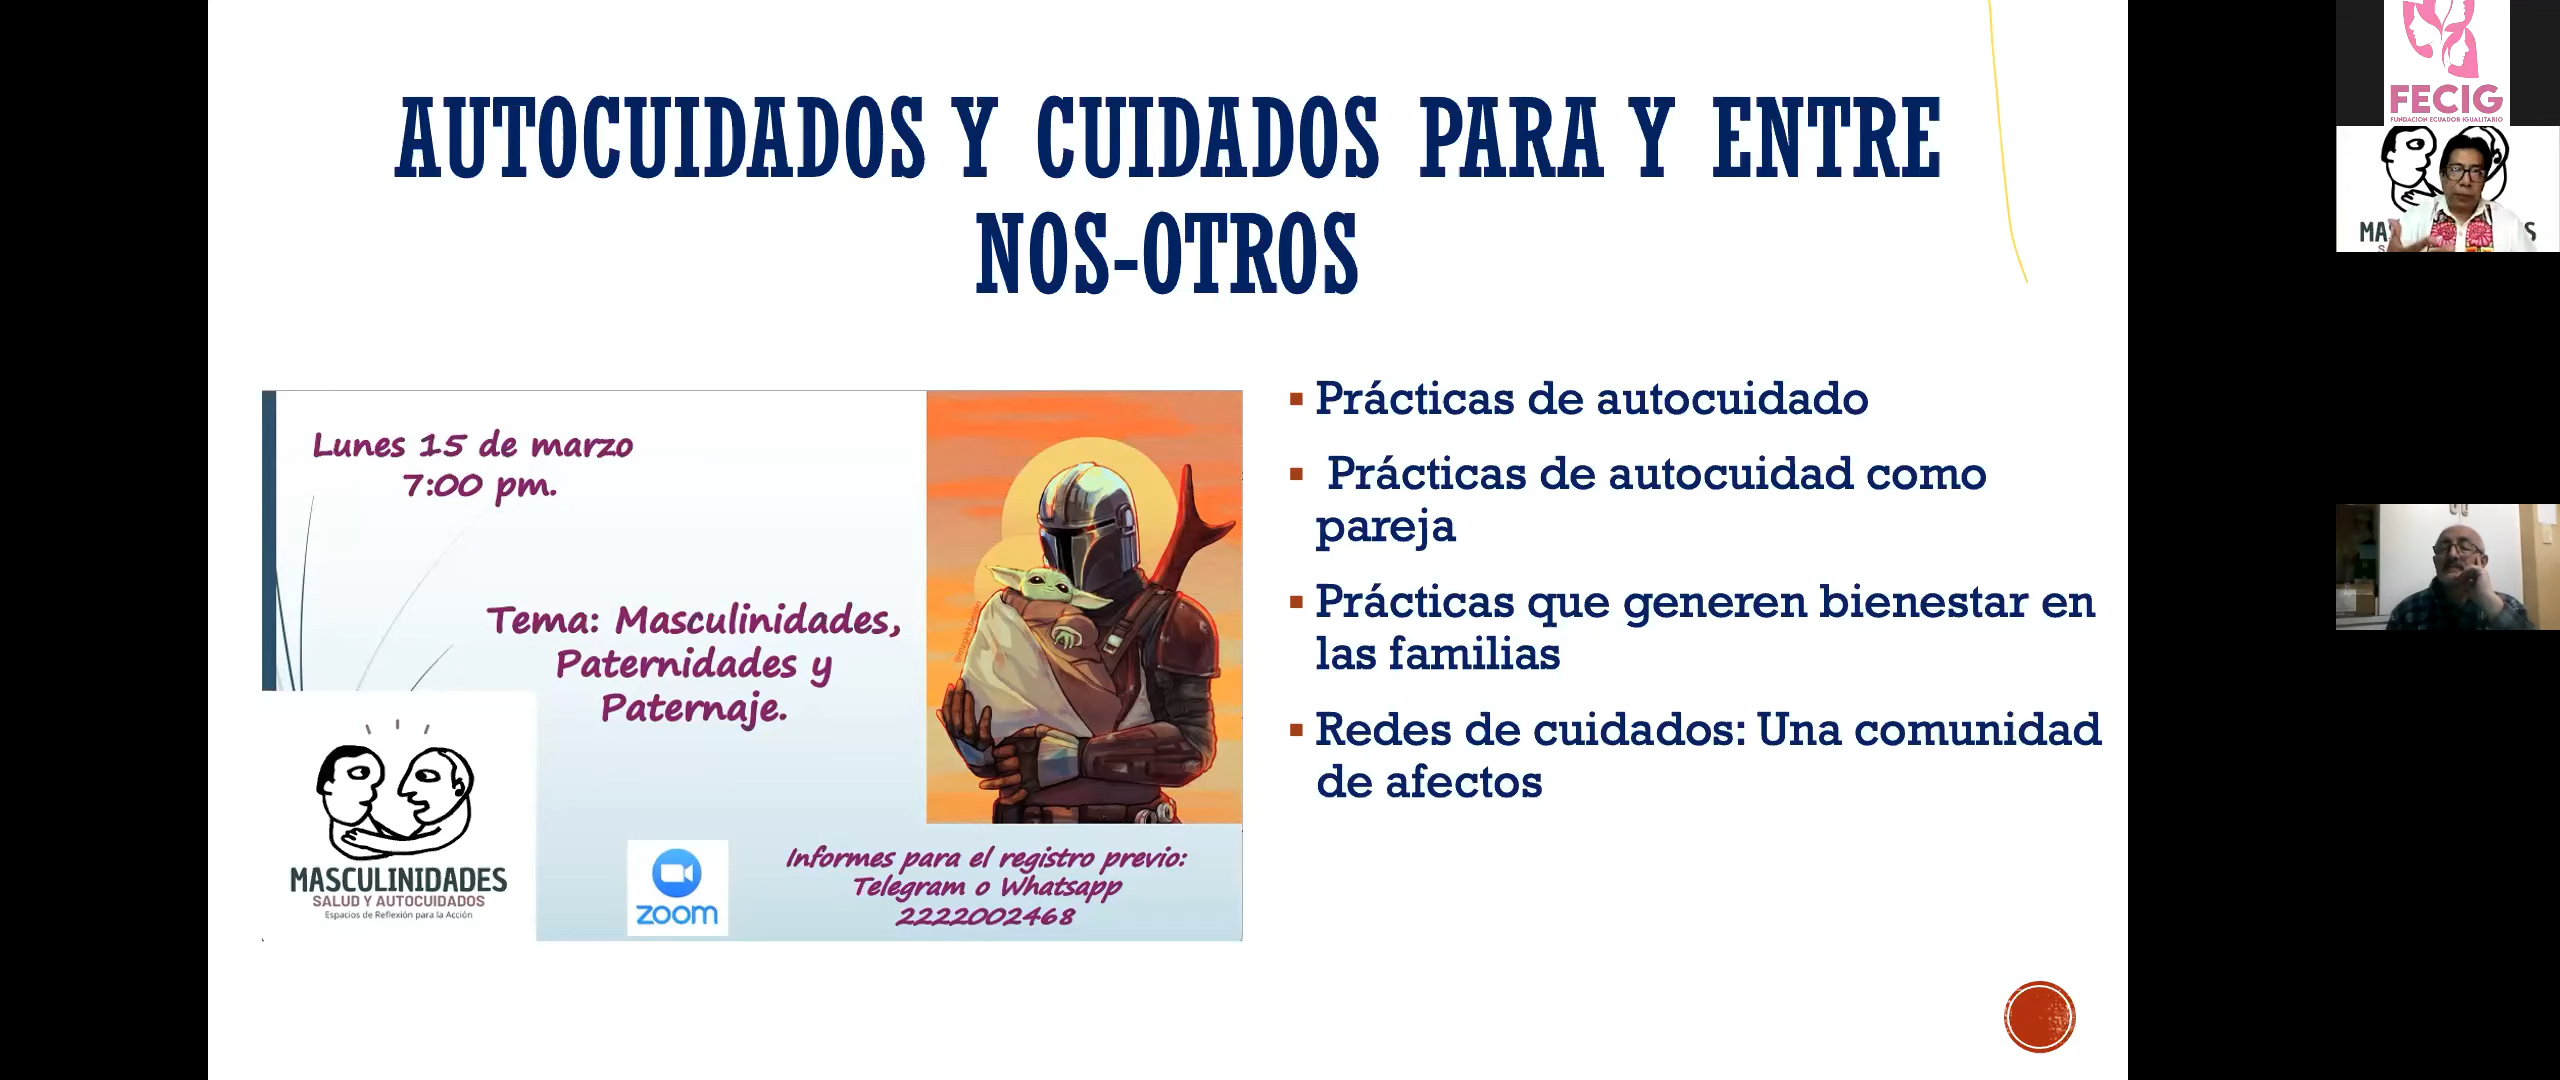 AUTOCUIDADOS Y CUIDADOS PARA Y ENTRE
NOS-OTROS
Lunes 15 de marzo
7:00 pm.
Tema: Masculinidades,
Paternidades y
Paternaje.
MASCULINIDADES
SALUD Y AUTOCUIDADOS
Espacios de Reflexión para la Acción
zoom
Informes para el registro previo:
Telegram o Whatsapp
2222002468
Prácticas de autocuidado
Prácticas de autocuidad como
pareja
Prácticas que generen bienestar en
las familias
Redes de cuidados: Una comunidad
de afectos
FECIG
FUNDACION ECUADOR IGUALITARIO